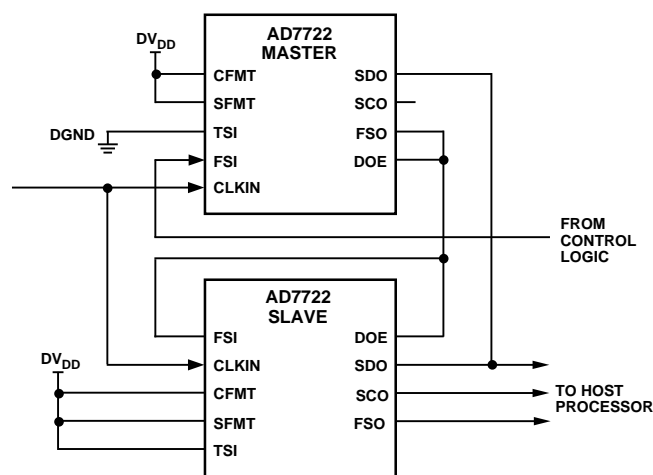 AD7722
MASTER
DVDD
CFMT
SFMT
TSI
FSI
CLKIN
SDO
SCO
FSO
DOE
DGND
FROM
CONTROL
LOGIC
AD7722
SLAVE
FSI
CLKIN
CFMT
SFMT
TSI
DOE
SDO
SCO
FSO
DVDD
TO HOST
PROCESSOR